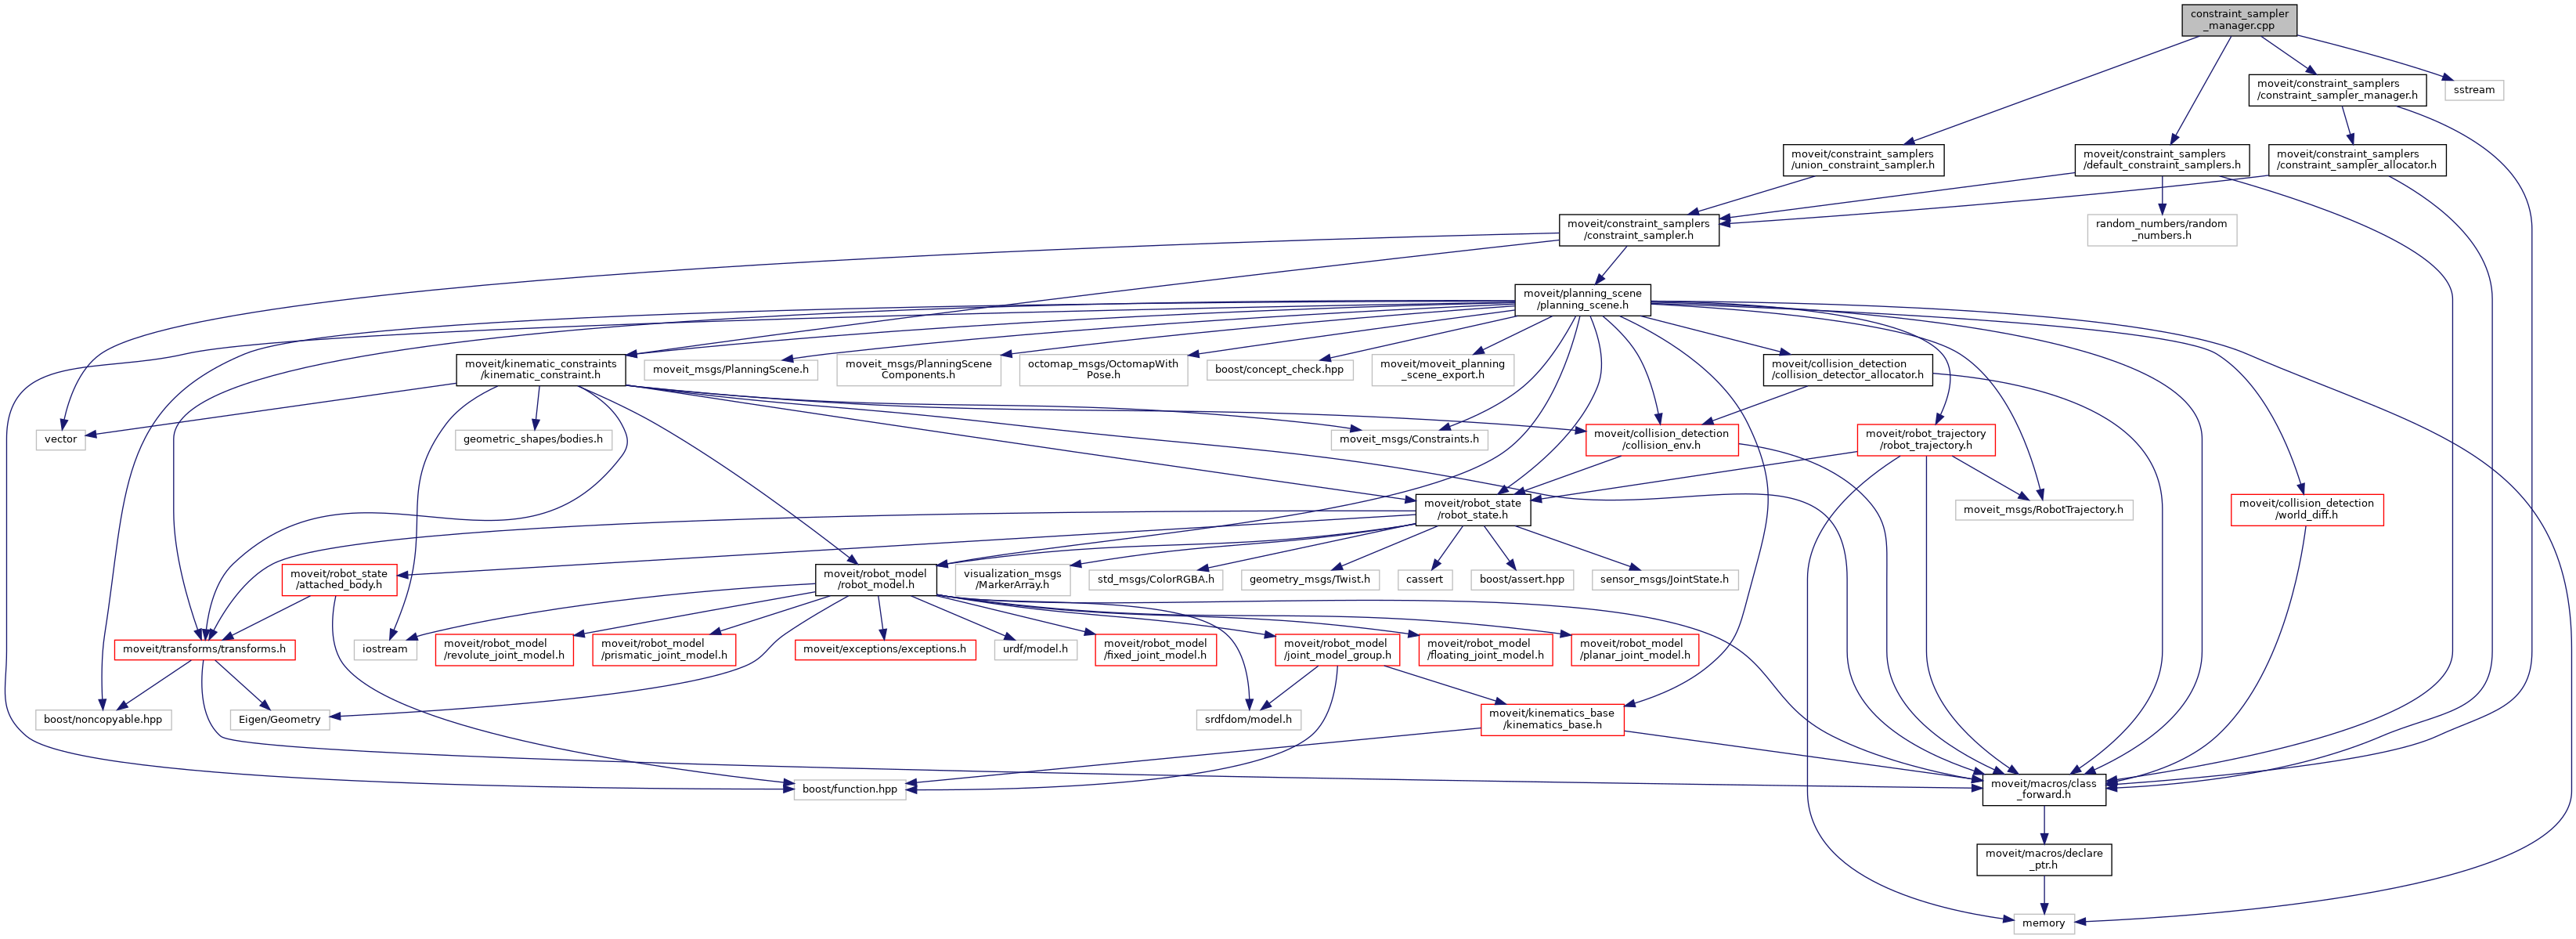 constraint_sampler
_manager.cpp
moveit/constraint_samplers
/constraint_sampler_manager.h
sstream
moveit/constraint_samplers
/union_constraint_sampler.h
moveit/constraint_samplers
/default_constraint_samplers.h
moveit/constraint_samplers
/constraint_sampler_allocator.h
moveit/constraint_samplers
/constraint_sampler.h
random_numbers/random
_numbers.h
moveit/planning_scene
/planning_scene.h
moveit/kinematic_constraints
/kinematic_constraint.h
moveit_msgs/PlanningScene.h
moveit_msgs/PlanningScene
Components.h
octomap_msgs/OctomapWith
Pose.h
boost/concept_check.hpp
moveit/moveit_planning
_scene_export.h
moveit/collision_detection
/collision_detector_allocator.h
vector
geometric_shapes/bodies.h
moveit_msgs/Constraints.h
moveit/collision_detection
/collision_env.h
moveit/robot_trajectory
/robot_trajectory.h
moveit/robot_state
/robot_state.h
moveit_msgs/RobotTrajectory.h
moveit/collision_detection
/world_diff.h
moveit/robot_state
/attached_body.h
moveit/robot_model
/robot_model.h
visualization_msgs
/MarkerArray.h
std_msgs/ColorRGBA.h
geometry_msgs/Twist.h
cassert
boost/assert.hpp
sensor_msgs/JointState.h
moveit/transforms/transforms.h
iostream
moveit/robot_model
/revolute_joint_model.h
moveit/robot_model
/prismatic_joint_model.h
moveit/exceptions/exceptions.h
urdf/model.h
moveit/robot_model
/fixed_joint_model.h
moveit/robot_model
/joint_model_group.h
moveit/robot_model
/floating_joint_model.h
moveit/robot_model
/planar_joint_model.h
boost/noncopyable.hpp
Eigen/Geometry
srdfdom/model.h
moveit/kinematics_base
/kinematics_base.h
boost/function.hpp
moveit/macros/class
_forward.h
moveit/macros/declare
_ptr.h
memory